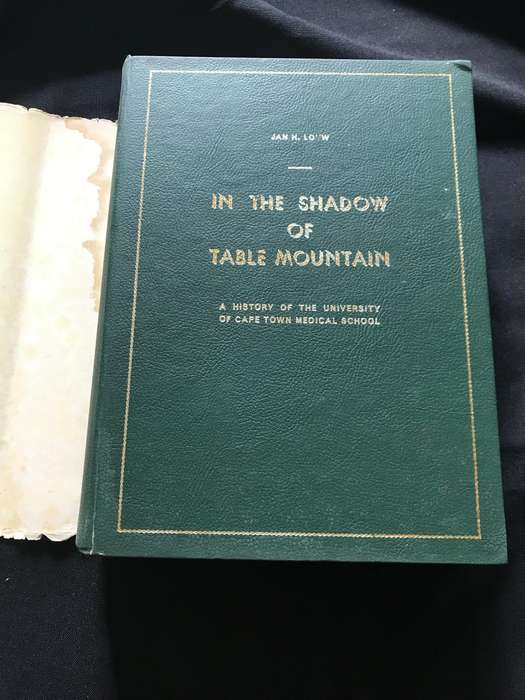 JAN H.
IN THE SHADOW
OF
TABLE MOUNTAIN
A HISTORY OF THE UNIVERSITY
OF CAPE TOWN MEDICAL SCHOOL